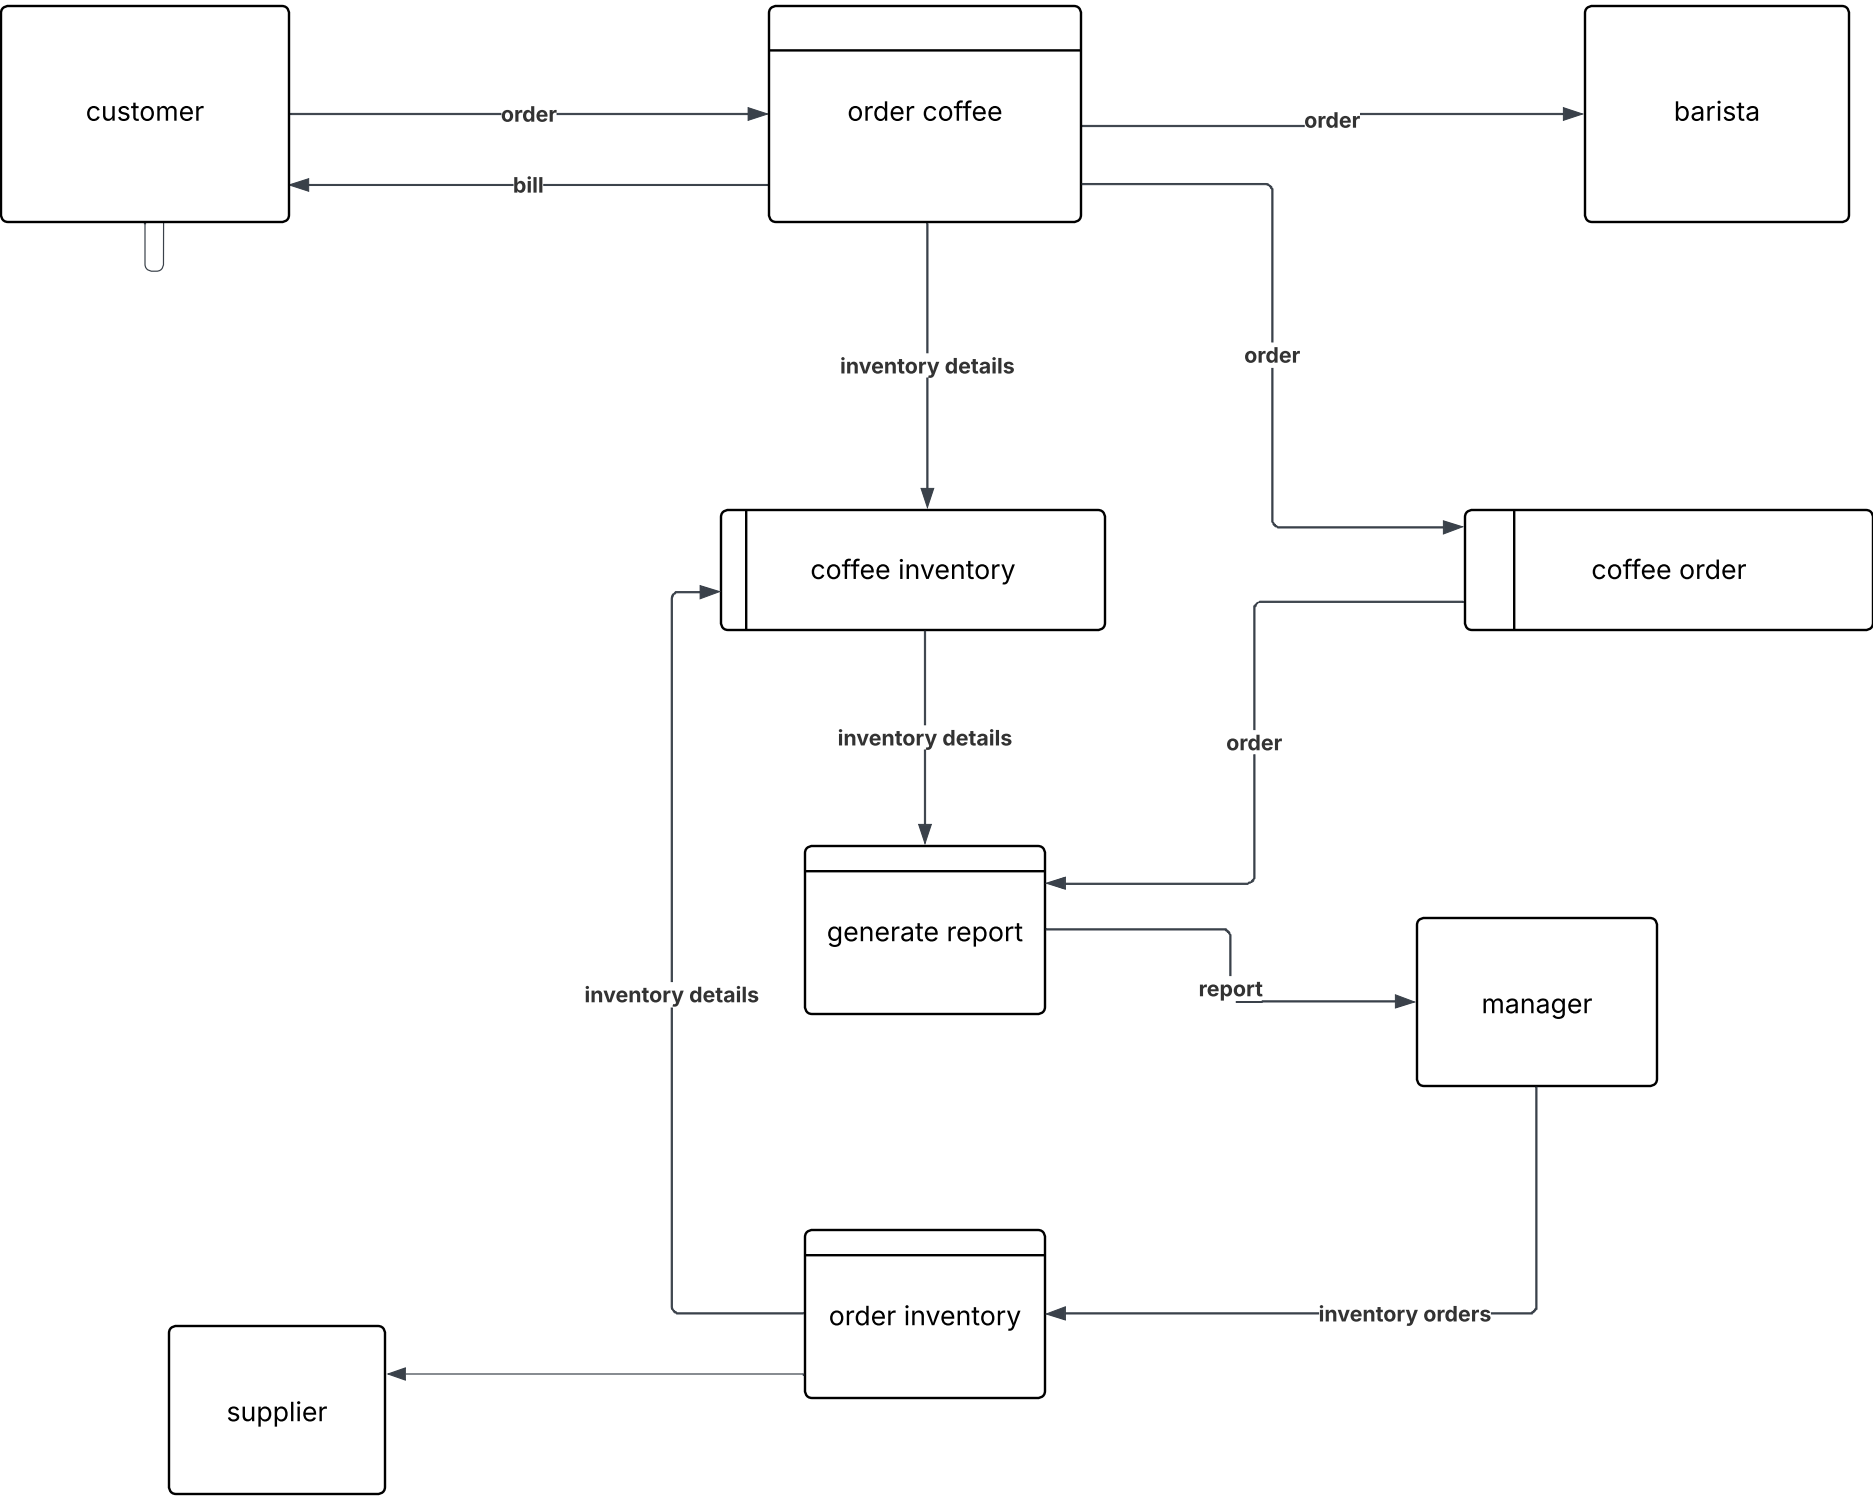 customer
order
order coffee
order
barista
bill
inventory details
order
coffee inventory
coffee order
inventory details
order
generate report
report
manager
inventory details
order inventory
inventory orders
supplier